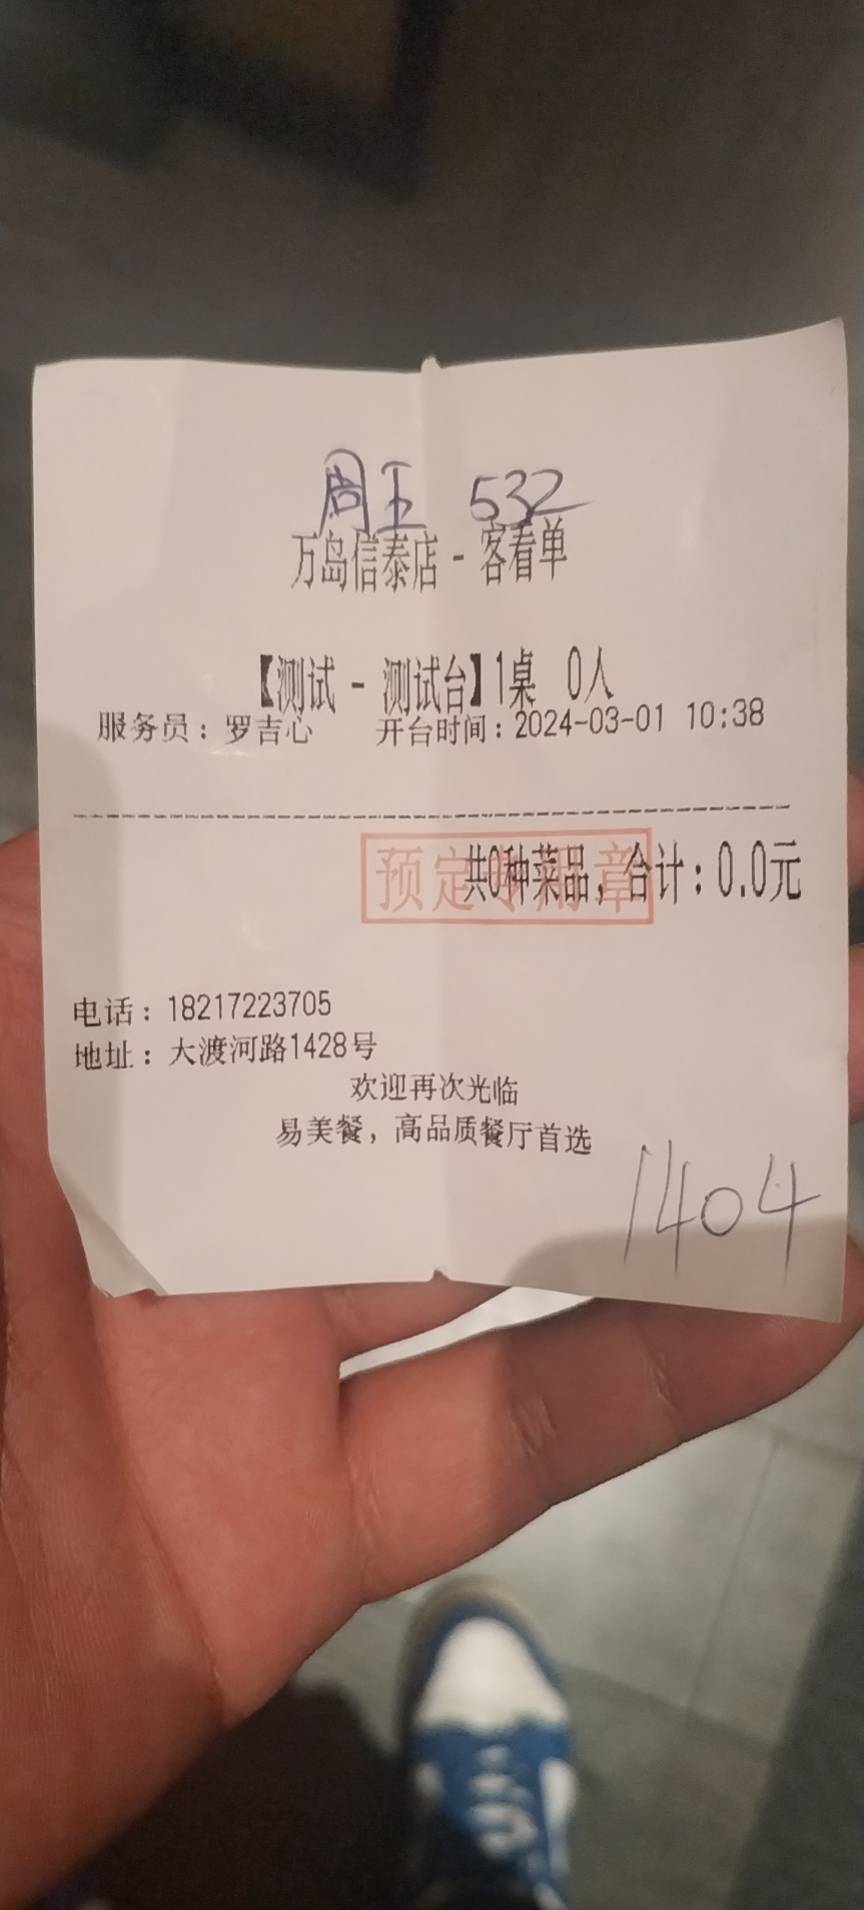 周五 532
万岛信泰店 - 客看单
【测试 - 测试台】1桌 0人
服务员：罗吉心 开台时间：2024-03-01 10:38
预定专用章
共0种菜品，合计：0.0元
电话：18217223705
地址：大渡河路1428号
欢迎再次光临
易美餐，高品质餐厅首选
1404